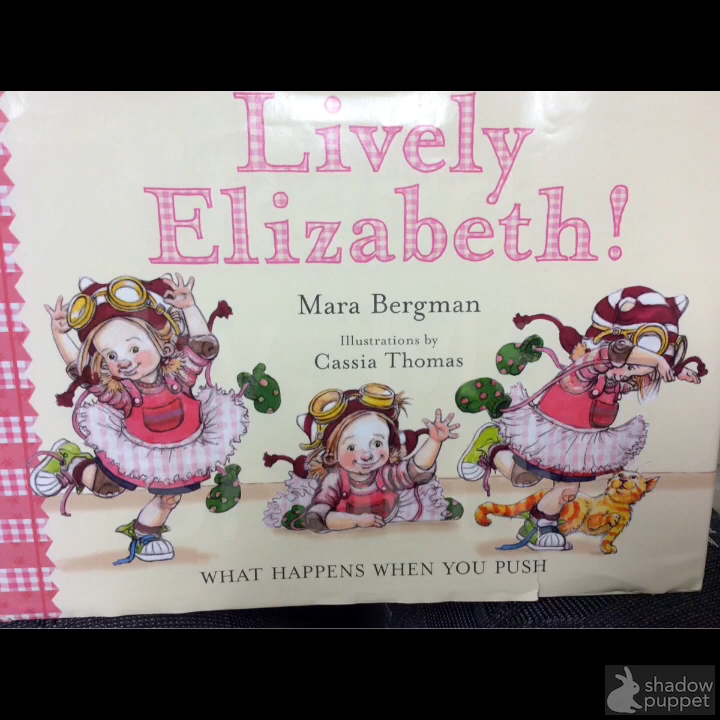 Lively
Elizabeth!
Mara Bergman
Illustrations by
Cassia Thomas
WHAT HAPPENS WHEN YOU PUSH
shadow
puppet